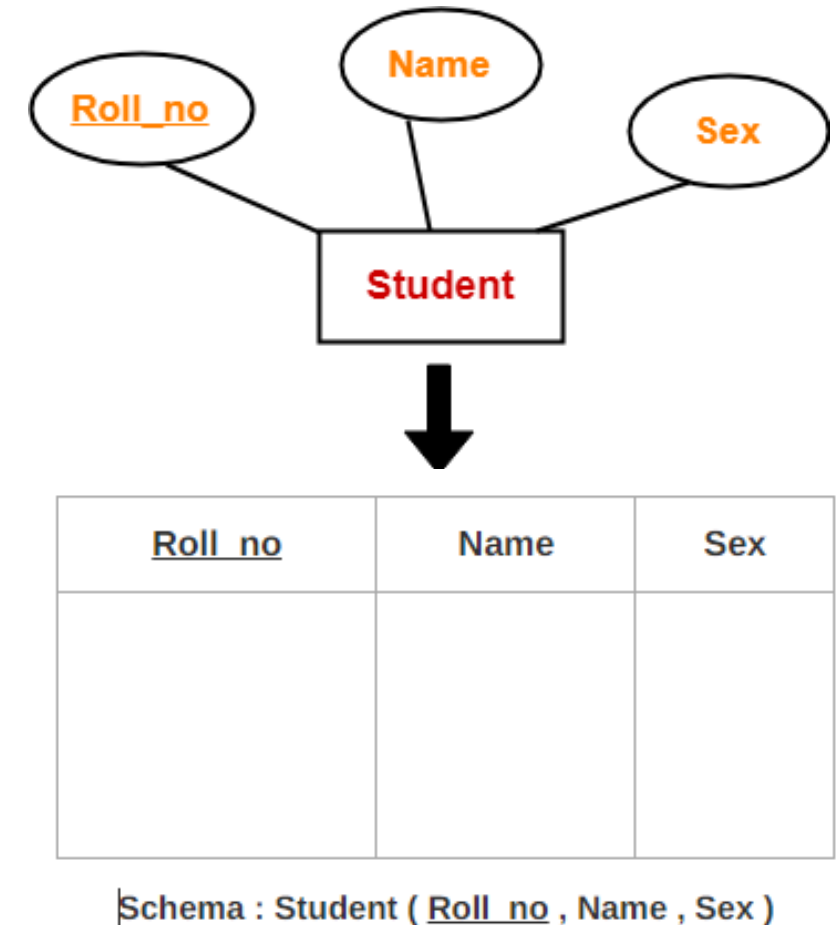 Name
Roll_no
Sex
Student
Roll_no Name Sex
Schema : Student ( Roll_no , Name , Sex )